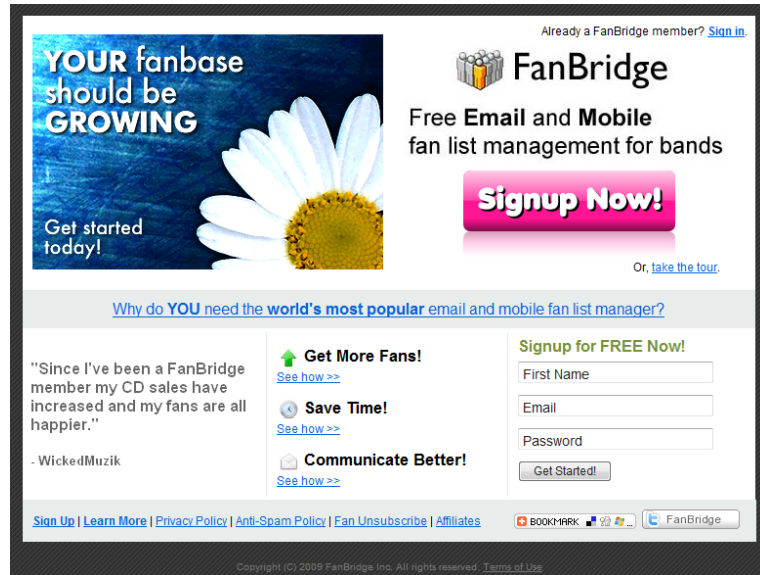 Already a FanBridge member? Sign in.
YOUR fanbase
should be
GROWING
Get started
today!
FanBridge
Free Email and Mobile
fan list management for bands
Signup Now!
Or, take the tour.
Why do YOU need the world's most popular email and mobile fan list manager?
"Since I've been a FanBridge
member my CD sales have
increased and my fans are all
happier."
- WickedMuzik
Get More Fans!
See how >>
Save Time!
See how >>
Communicate Better!
See how >>
Signup for FREE Now!
First Name
Email
Password
Get Started!
Sign Up | Learn More | Privacy Policy | Anti-Spam Policy | Fan Unsubscribe | Affiliates
BOOKMARK
FanBridge
Copyright (C) 2009 FanBridge Inc. All rights reserved. Terms of Use